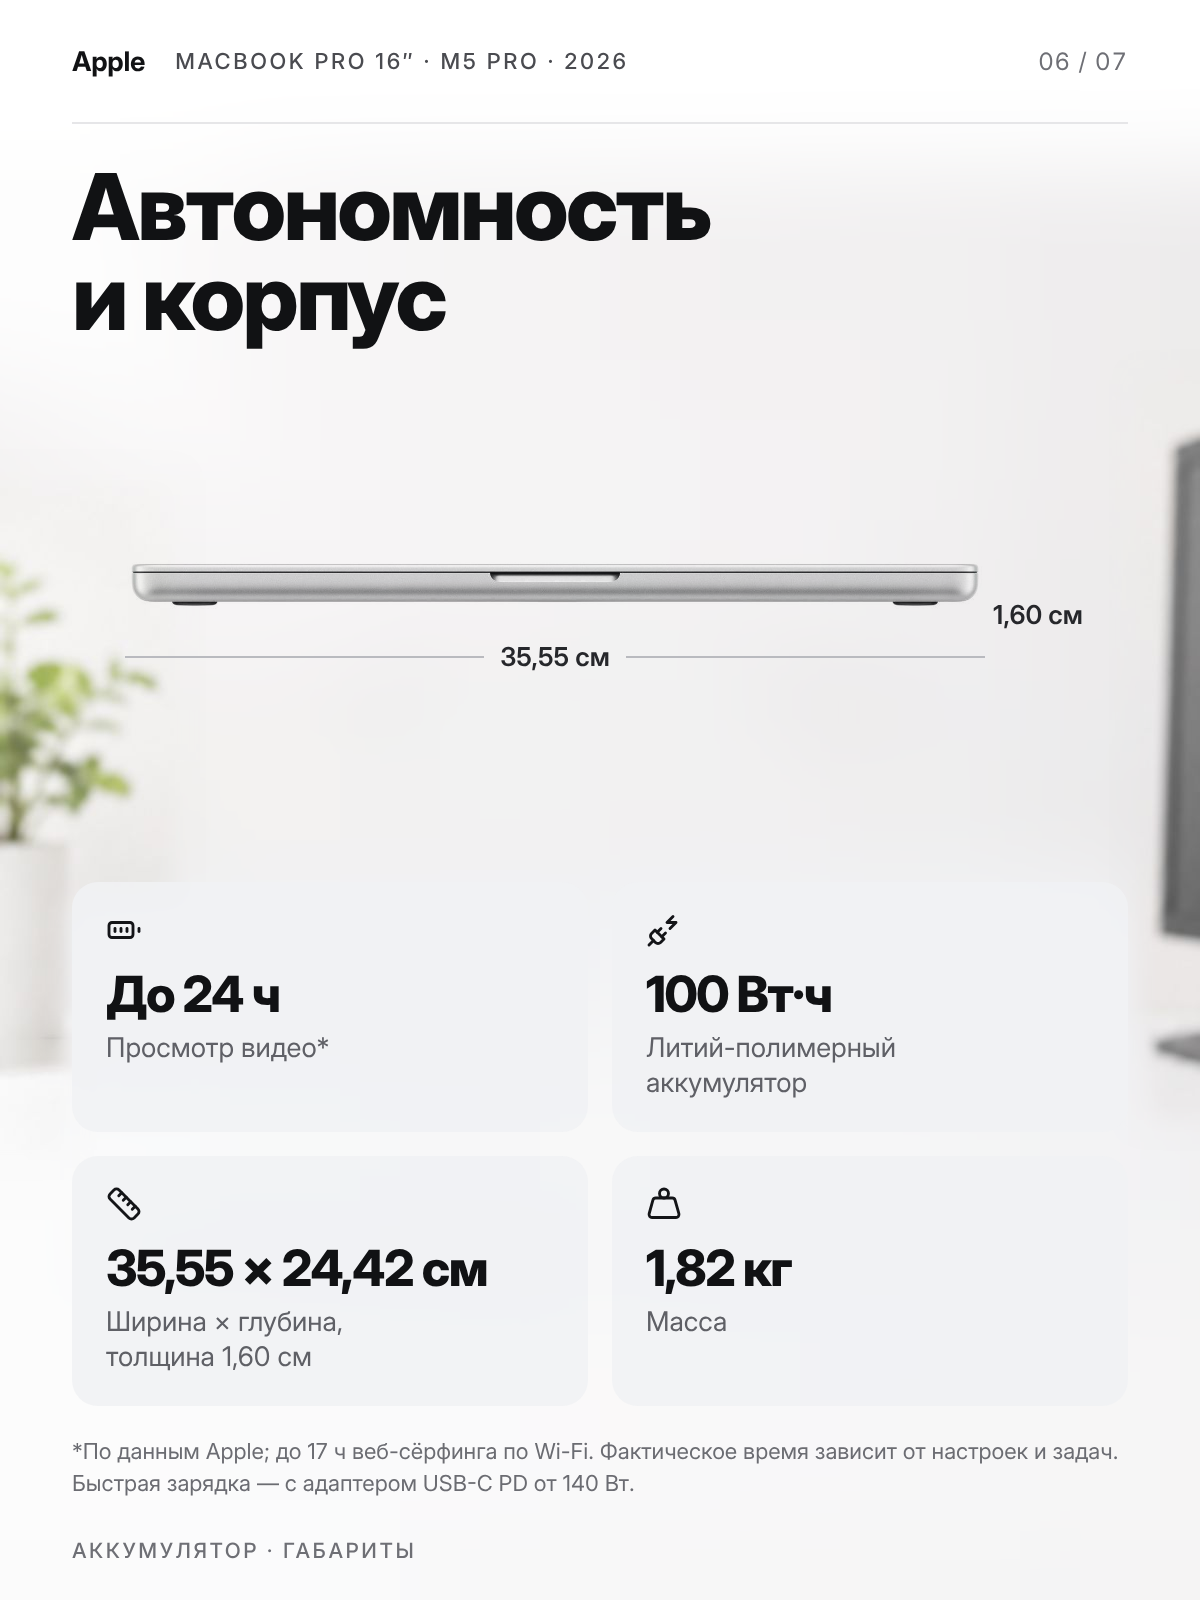 Apple MACBOOK PRO 16″ · M5 PRO · 2026 06 / 07
Автономность
и корпус
1,60 см
35,55 см
До 24 ч
Просмотр видео*
100 Вт·ч
Литий-полимерный
аккумулятор
35,55 × 24,42 см
Ширина × глубина,
толщина 1,60 см
1,82 кг
Масса
*По данным Apple; до 17 ч веб-сёрфинга по Wi-Fi. Фактическое время зависит от настроек и задач.
Быстрая зарядка — с адаптером USB-C PD от 140 Вт.
АККУМУЛЯТОР · ГАБАРИТЫ